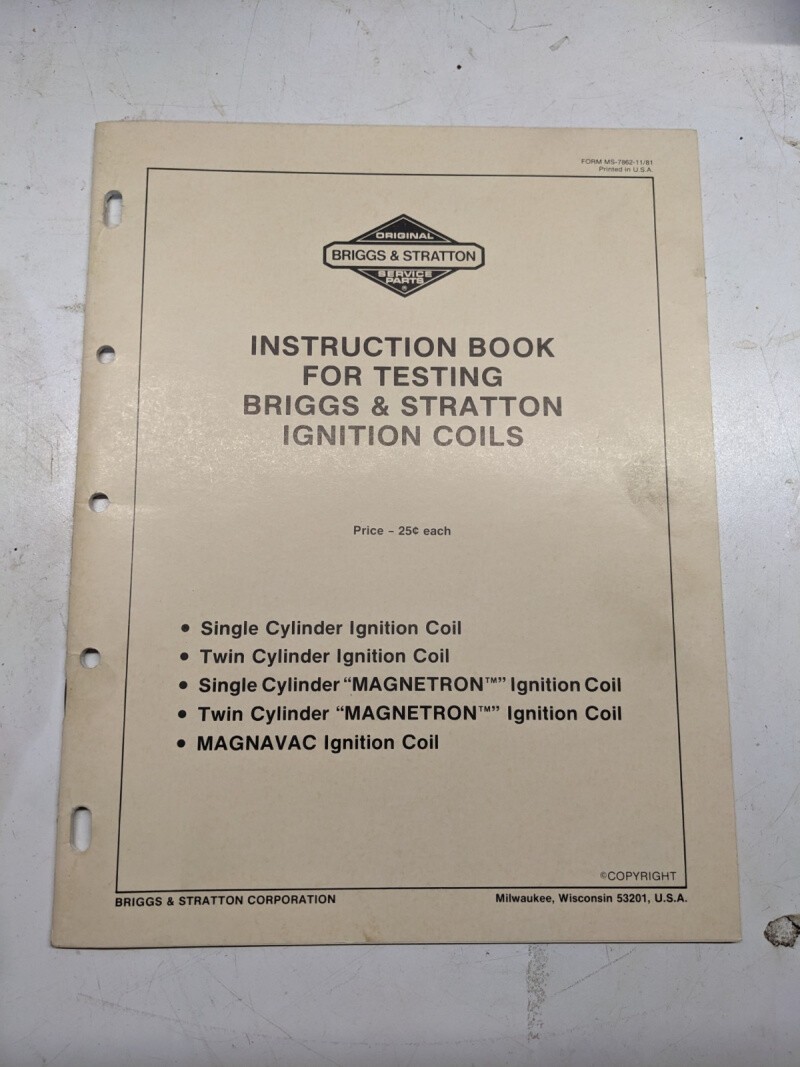 FORM MS-7862-11/81
Printed in U.S.A.
ORIGINAL
BRIGGS & STRATTON
SERVICE
PARTS
®
INSTRUCTION BOOK
FOR TESTING
BRIGGS & STRATTON
IGNITION COILS
Price - 25¢ each
• Single Cylinder Ignition Coil
• Twin Cylinder Ignition Coil
• Single Cylinder “MAGNETRON™” Ignition Coil
• Twin Cylinder “MAGNETRON™” Ignition Coil
• MAGNAVAC Ignition Coil
©COPYRIGHT
BRIGGS & STRATTON CORPORATION
Milwaukee, Wisconsin 53201, U.S.A.